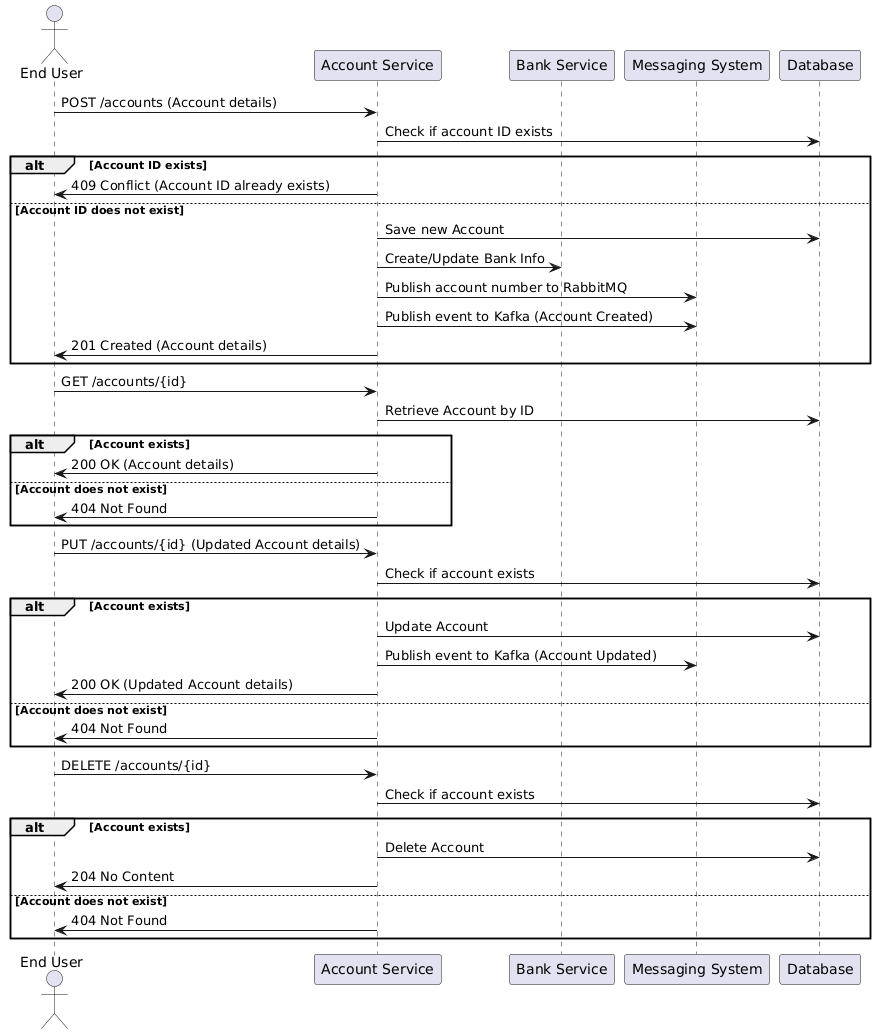 End User
Account Service
Bank Service
Messaging System
Database
POST /accounts (Account details)
Check if account ID exists
alt [Account ID exists]
409 Conflict (Account ID already exists)
[Account ID does not exist]
Save new Account
Create/Update Bank Info
Publish account number to RabbitMQ
Publish event to Kafka (Account Created)
201 Created (Account details)
GET /accounts/{id}
Retrieve Account by ID
alt [Account exists]
200 OK (Account details)
[Account does not exist]
404 Not Found
PUT /accounts/{id} (Updated Account details)
Check if account exists
alt [Account exists]
Update Account
Publish event to Kafka (Account Updated)
200 OK (Updated Account details)
[Account does not exist]
404 Not Found
DELETE /accounts/{id}
Check if account exists
alt [Account exists]
Delete Account
204 No Content
[Account does not exist]
404 Not Found
End User
Account Service
Bank Service
Messaging System
Database